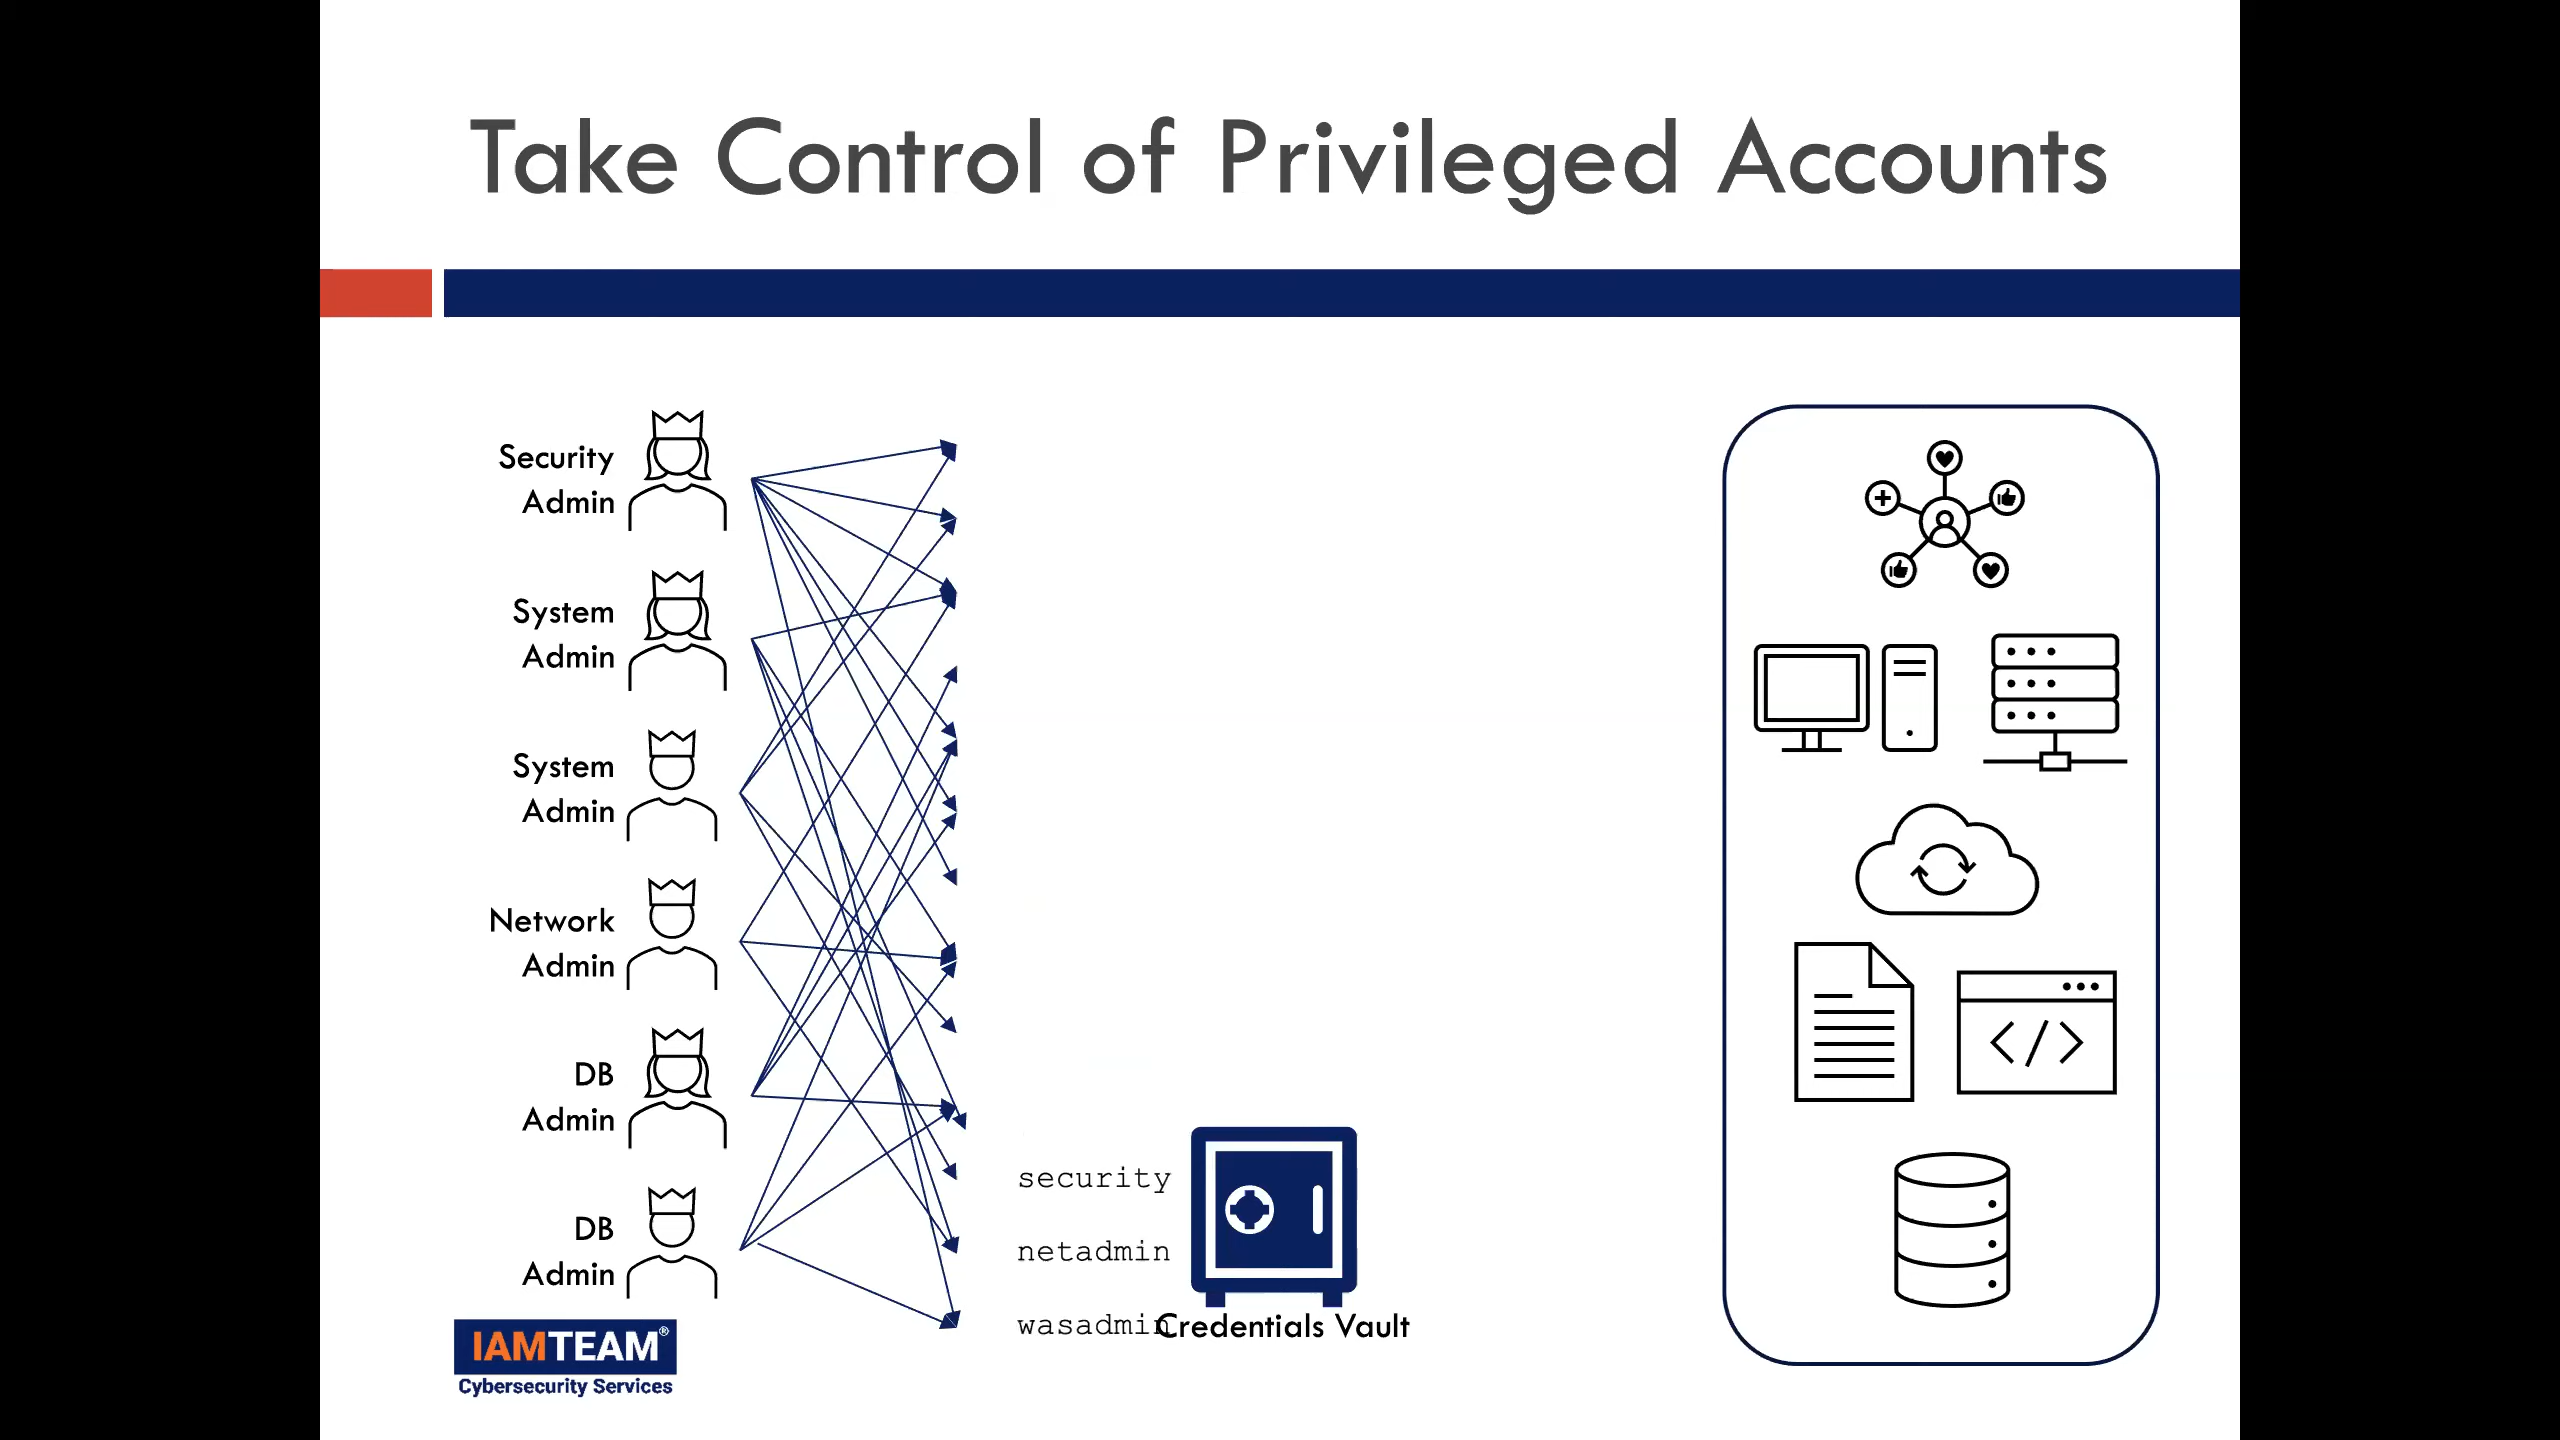 Take Control of Privileged Accounts
Security
Admin
System
Admin
System
Admin
Network
Admin
DB
Admin
DB
Admin
security
netadmin
wasadmin
Credentials Vault
IAMTEAM®
Cybersecurity Services